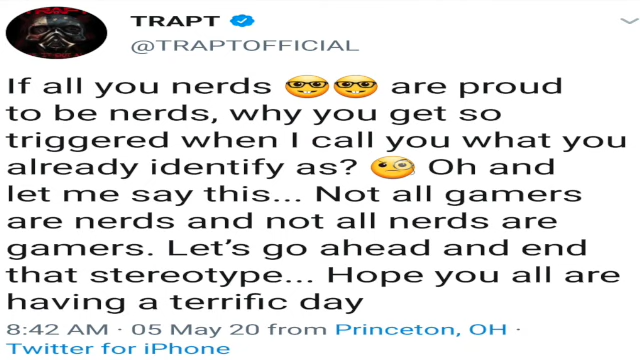 TRAPT
@TRAPTOFFICIAL
If all you nerds 🤓🤓 are proud
to be nerds, why you get so
triggered when I call you what you
already identify as? 🧐 Oh and
let me say this... Not all gamers
are nerds and not all nerds are
gamers. Let's go ahead and end
that stereotype... Hope you all are
having a terrific day
8:42 AM · 05 May 20 from Princeton, OH ·
Twitter for iPhone